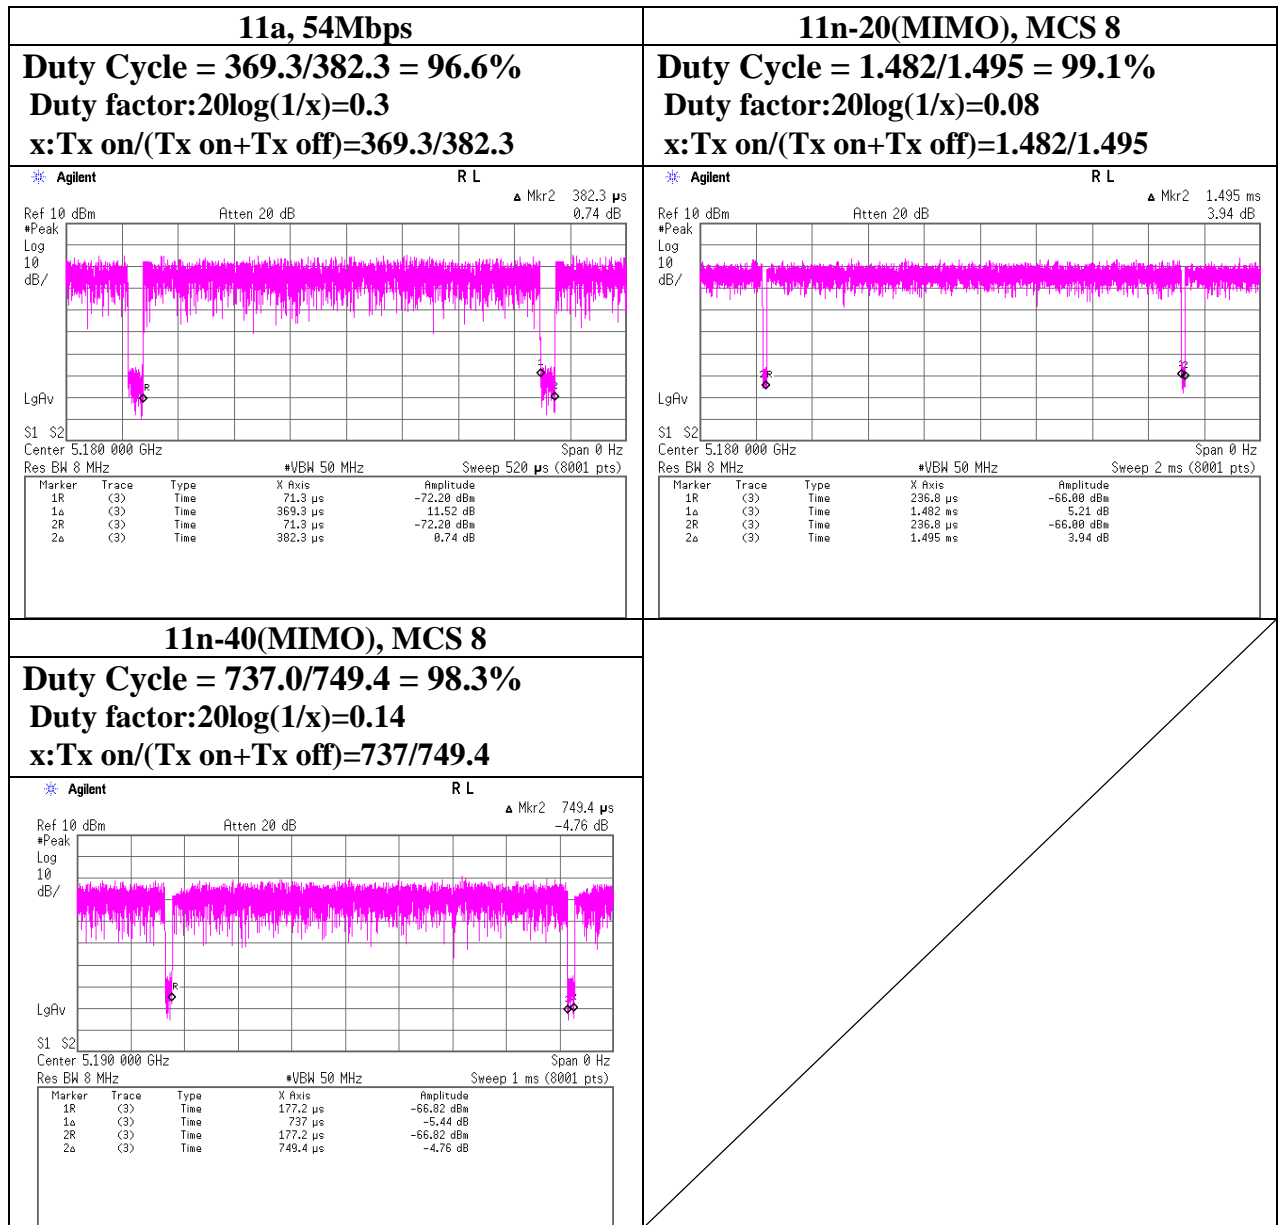 11a, 54Mbps
Duty Cycle = 369.3/382.3 = 96.6%
Duty factor:20log(1/x)=0.3
x:Tx on/(Tx on+Tx off)=369.3/382.3
Agilent R L
Δ Mkr2 382.3 µs
Ref 10 dBm Atten 20 dB 0.74 dB
#Peak
Log
10
dB/
R
1
2
LgAv
S1 S2
Center 5.180 000 GHz Span 0 Hz
Res BW 8 MHz #VBW 50 MHz Sweep 520 µs (8001 pts)
Marker Trace Type X Axis Amplitude
1R (3) Time 71.3 µs -72.20 dBm
1Δ (3) Time 369.3 µs 11.52 dB
2R (3) Time 71.3 µs -72.20 dBm
2Δ (3) Time 382.3 µs 0.74 dB
11n-20(MIMO), MCS 8
Duty Cycle = 1.482/1.495 = 99.1%
Duty factor:20log(1/x)=0.08
x:Tx on/(Tx on+Tx off)=1.482/1.495
Agilent R L
Δ Mkr2 1.495 ms
Ref 10 dBm Atten 20 dB 3.94 dB
#Peak
Log
10
dB/
R
LgAv
S1 S2
Center 5.180 000 GHz Span 0 Hz
Res BW 8 MHz #VBW 50 MHz Sweep 2 ms (8001 pts)
Marker Trace Type X Axis Amplitude
1R (3) Time 236.8 µs -66.00 dBm
1Δ (3) Time 1.482 ms 5.21 dB
2R (3) Time 236.8 µs -66.00 dBm
2Δ (3) Time 1.495 ms 3.94 dB
11n-40(MIMO), MCS 8
Duty Cycle = 737.0/749.4 = 98.3%
Duty factor:20log(1/x)=0.14
x:Tx on/(Tx on+Tx off)=737/749.4
Agilent R L
Δ Mkr2 749.4 µs
Ref 10 dBm Atten 20 dB -4.76 dB
#Peak
Log
10
dB/
R
LgAv
S1 S2
Center 5.190 000 GHz Span 0 Hz
Res BW 8 MHz #VBW 50 MHz Sweep 1 ms (8001 pts)
Marker Trace Type X Axis Amplitude
1R (3) Time 177.2 µs -66.82 dBm
1Δ (3) Time 737 µs -5.44 dB
2R (3) Time 177.2 µs -66.82 dBm
2Δ (3) Time 749.4 µs -4.76 dB